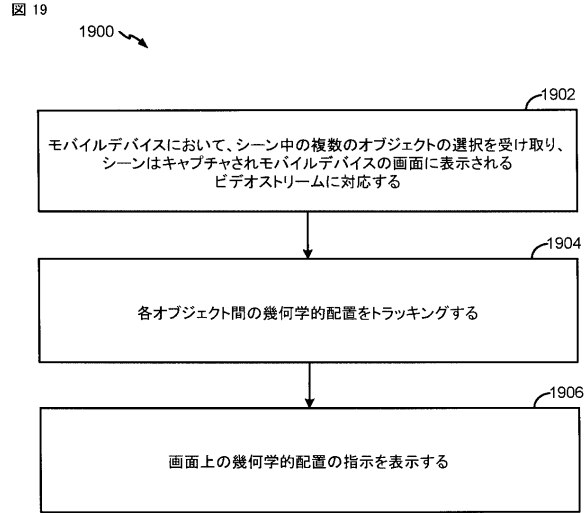 図 19
1900
1902
モバイルデバイスにおいて、シーン中の複数のオブジェクトの選択を受け取り、
シーンはキャプチャされモバイルデバイスの画面に表示される
ビデオストリームに対応する
1904
各オブジェクト間の幾何学的配置をトラッキングする
1906
画面上の幾何学的配置の指示を表示する